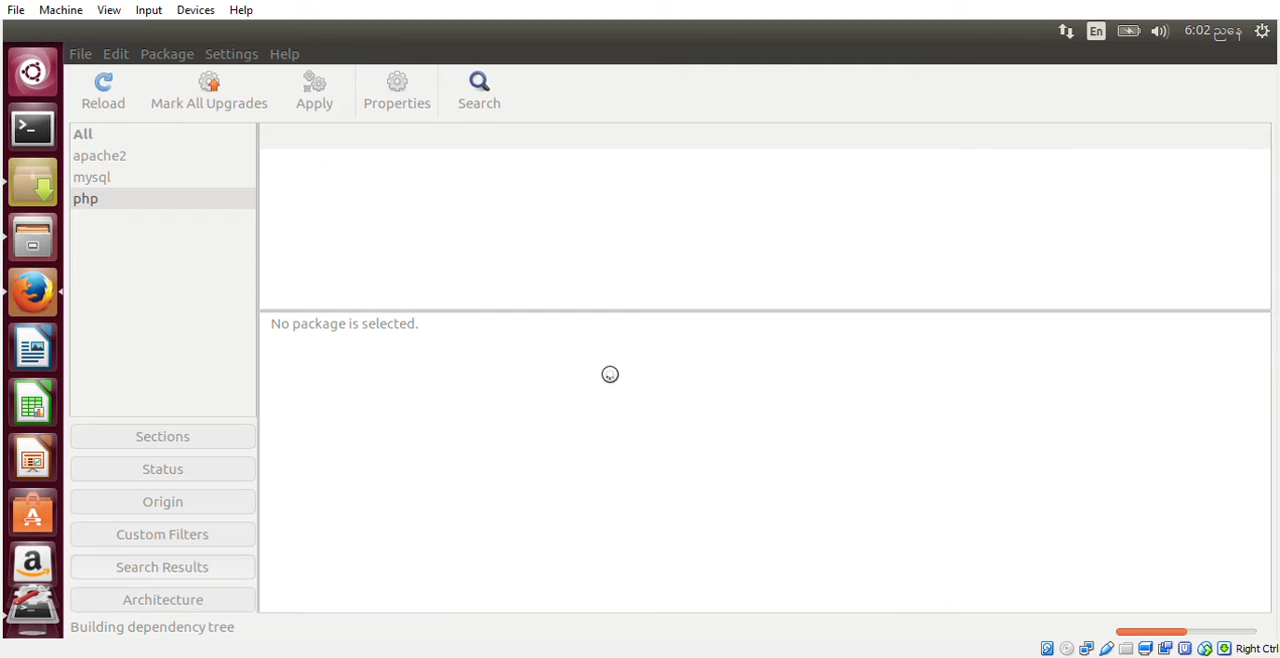 File Machine View Input Devices Help
En 6:02 ညနေ
File Edit Package Settings Help
Reload Mark All Upgrades Apply Properties Search
All
apache2
mysql
php
No package is selected.
Sections
Status
Origin
Custom Filters
Search Results
Architecture
Building dependency tree
Right Ctrl